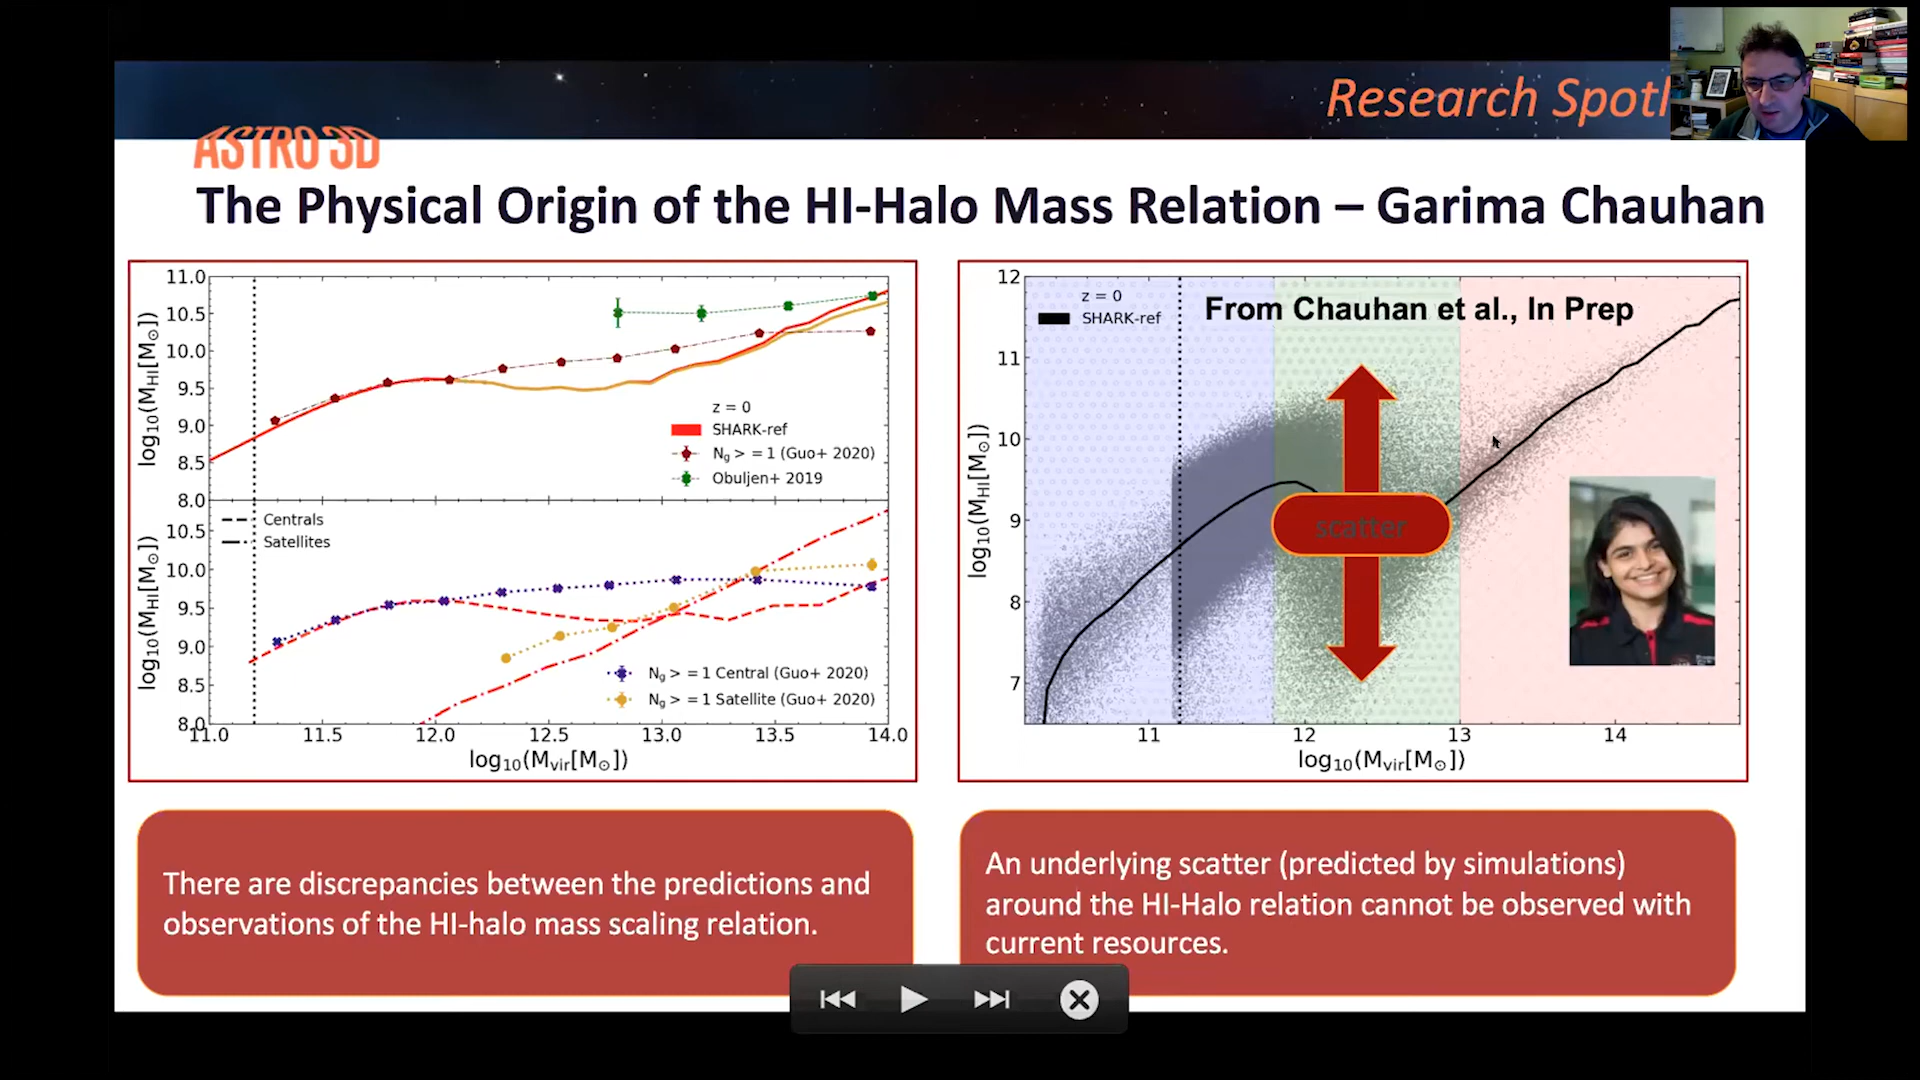 Research Spotl
ASTRO 3D
The Physical Origin of the HI-Halo Mass Relation – Garima Chauhan
11.0
10.5
10.0
9.5
9.0
8.5
8.0
log10(MHI[M⊙])
z = 0
SHARK-ref
Ng >= 1 (Guo+ 2020)
Obuljen+ 2019
10.5
10.0
9.5
9.0
8.5
8.0
log10(MHI[M⊙])
Centrals
Satellites
Ng >= 1 Central (Guo+ 2020)
Ng >= 1 Satellite (Guo+ 2020)
11.0 11.5 12.0 12.5 13.0 13.5 14.0
log10(Mvir[M⊙])
12
11
10
9
8
7
log10(MHI[M⊙])
z = 0
SHARK-ref
From Chauhan et al., In Prep
scatter
11 12 13 14
log10(Mvir[M⊙])
There are discrepancies between the predictions and
observations of the HI-halo mass scaling relation.
An underlying scatter (predicted by simulations)
around the HI-Halo relation cannot be observed with
current resources.